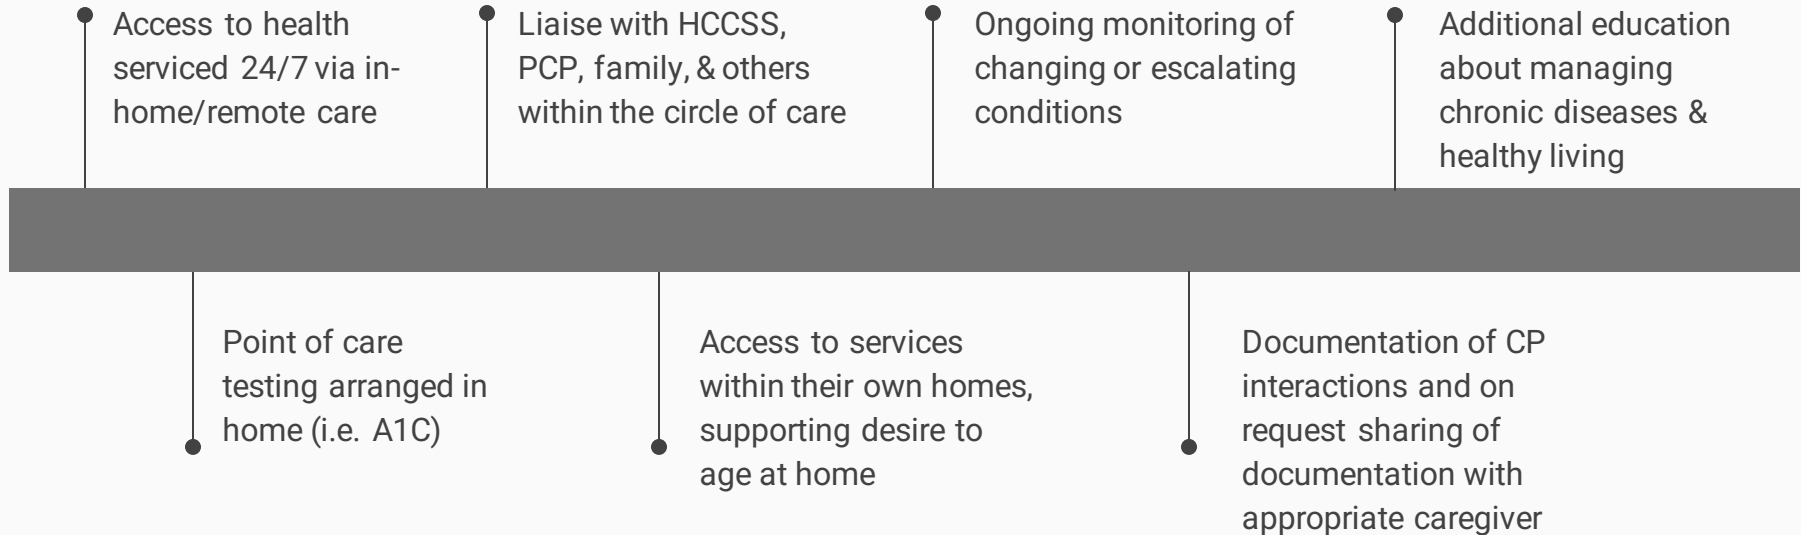 Access to health
serviced 24/7 via in-
home/remote care
Liaise with HCCSS,
PCP, family, & others
within the circle of care
Ongoing monitoring of
changing or escalating
conditions
Additional education
about managing
chronic diseases &
healthy living
Point of care
testing arranged in
home (i.e. A1C)
Access to services
within their own homes,
supporting desire to
age at home
Documentation of CP
interactions and on
request sharing of
documentation with
appropriate caregiver